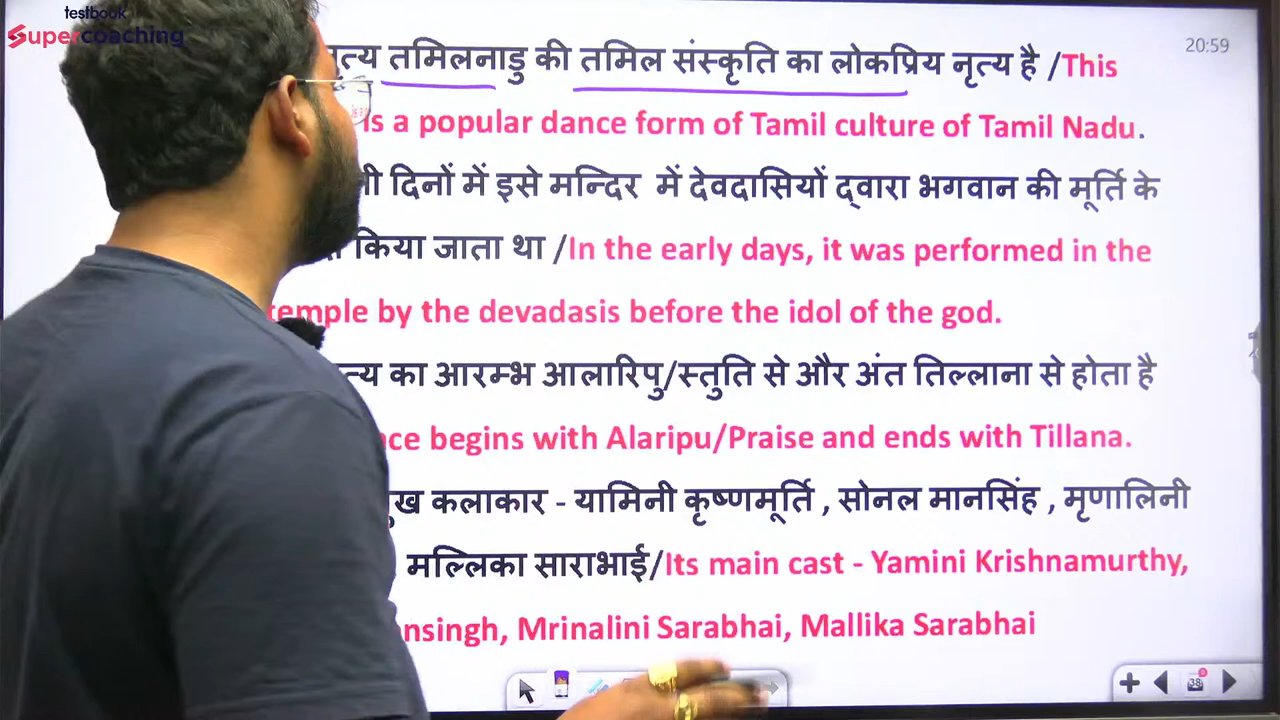 testbook
Supercoaching
20:59
नृत्य तमिलनाडु की तमिल संस्कृति का लोकप्रिय नृत्य है /This
is a popular dance form of Tamil culture of Tamil Nadu.
दिनों में इसे मन्दिर में देवदासियों द्वारा भगवान की मूर्ति के
किया जाता था /In the early days, it was performed in the
temple by the devadasis before the idol of the god.
का आरम्भ आलारिपु/स्तुति से और अंत तिल्लाना से होता है
begins with Alaripu/Praise and ends with Tillana.
कलाकार - यामिनी कृष्णमूर्ति , सोनल मानसिंह , मृणालिनी
मल्लिका साराभाई/Its main cast - Yamini Krishnamurthy,
nsingh, Mrinalini Sarabhai, Mallika Sarabhai
38